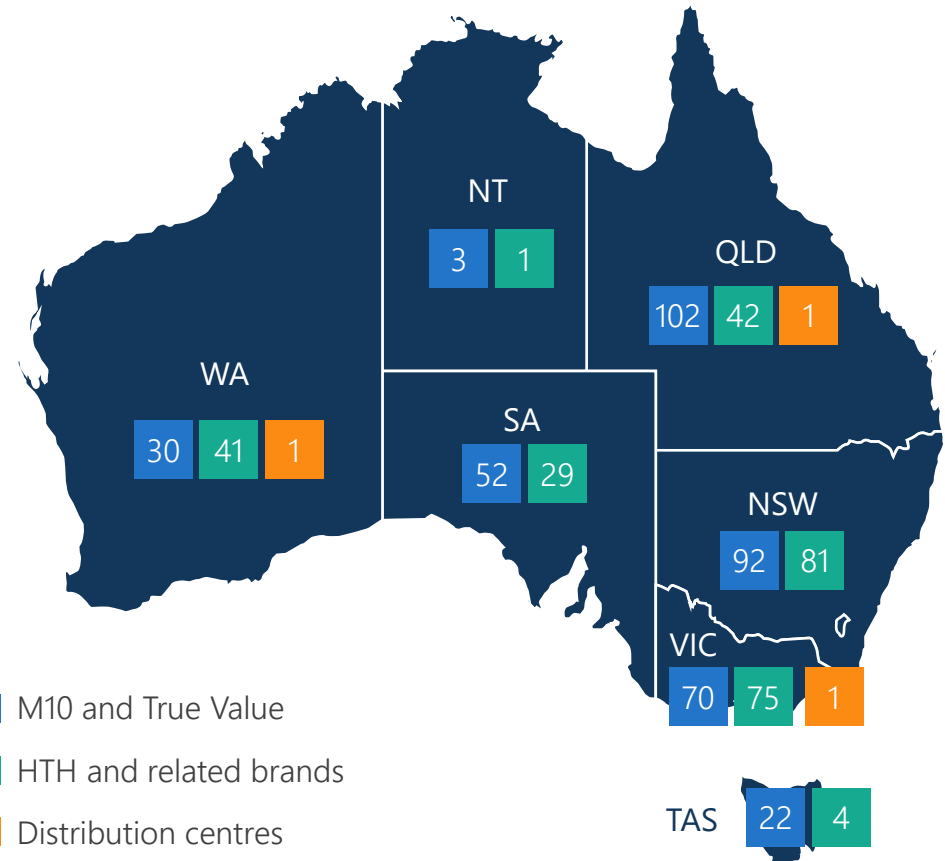 NT
3 1
QLD
102 42 1
WA
30 41 1
SA
52 29
NSW
92 81
VIC
70 75 1
M10 and True Value
HTH and related brands
Distribution centres
TAS 22 4